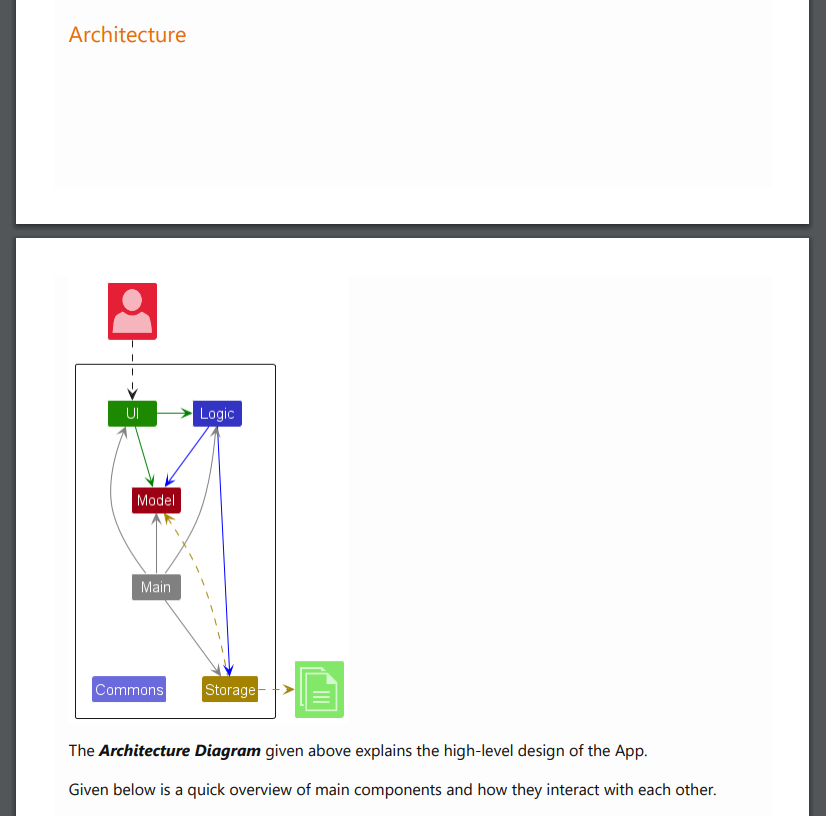 Architecture
UI
Logic
Model
Main
Commons
Storage
The Architecture Diagram given above explains the high-level design of the App.
Given below is a quick overview of main components and how they interact with each other.